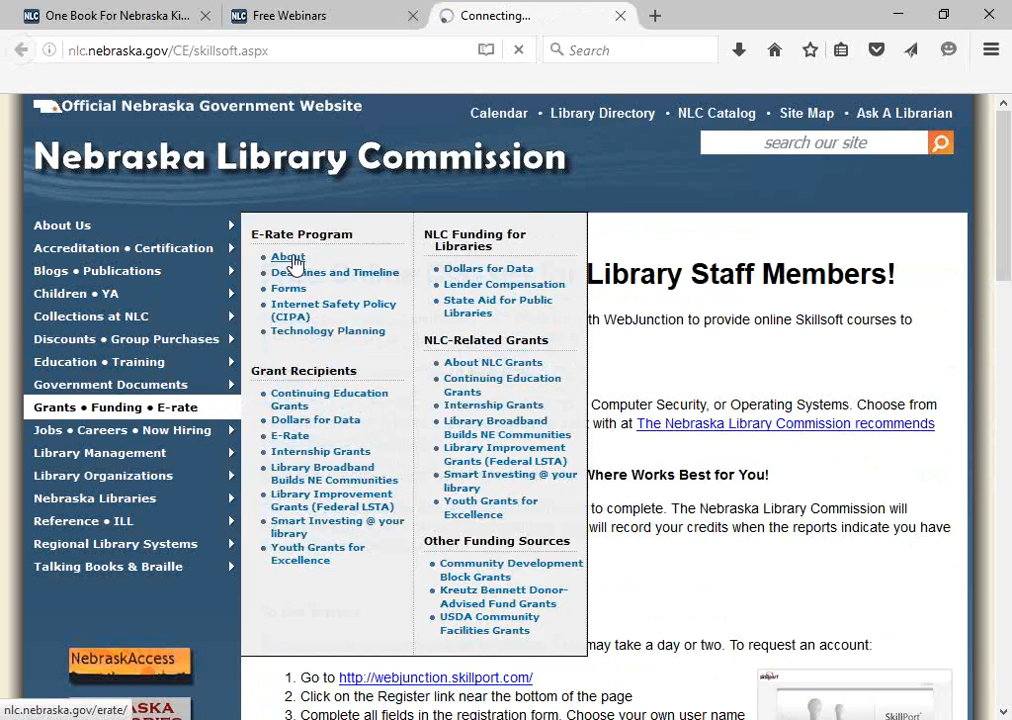 One Book For Nebraska Ki...
Free Webinars
Connecting...
nlc.nebraska.gov/CE/skillsoft.aspx
Search
Official Nebraska Government Website
Calendar • Library Directory • NLC Catalog • Site Map • Ask A Librarian
Nebraska Library Commission
search our site
About Us
Accreditation • Certification
Blogs • Publications
Children • YA
Collections at NLC
Discounts • Group Purchases
Education • Training
Government Documents
Grants • Funding • E-rate
Jobs • Careers • Now Hiring
Library Management
Library Organizations
Nebraska Libraries
Reference • ILL
Regional Library Systems
Talking Books & Braille
NebraskAccess
E-Rate Program
About
Deadlines and Timeline
Forms
Internet Safety Policy
(CIPA)
Technology Planning
Grant Recipients
Continuing Education
Grants
Dollars for Data
E-Rate
Internship Grants
Library Broadband
Builds NE Communities
Library Improvement
Grants (Federal LSTA)
Smart Investing @ your
library
Youth Grants for
Excellence
NLC Funding for
Libraries
Dollars for Data
Lender Compensation
State Aid for Public
Libraries
NLC-Related Grants
About NLC Grants
Continuing Education
Grants
Internship Grants
Library Broadband
Builds NE Communities
Library Improvement
Grants (Federal LSTA)
Smart Investing @ your
library
Youth Grants for
Excellence
Other Funding Sources
Community Development
Block Grants
Kreutz Bennett Donor-
Advised Fund Grants
USDA Community
Facilities Grants
Library Staff Members!
th WebJunction to provide online Skillsoft courses to
Computer Security, or Operating Systems. Choose from
t with at The Nebraska Library Commission recommends
Where Works Best for You!
to complete. The Nebraska Library Commission will
will record your credits when the reports indicate you have
may take a day or two. To request an account:
1. Go to http://webjunction.skillport.com/
2. Click on the Register link near the bottom of the page
3. Complete all fields in the registration form. Choose your own user name
skillport
SkillPort
nlc.nebraska.gov/erate/